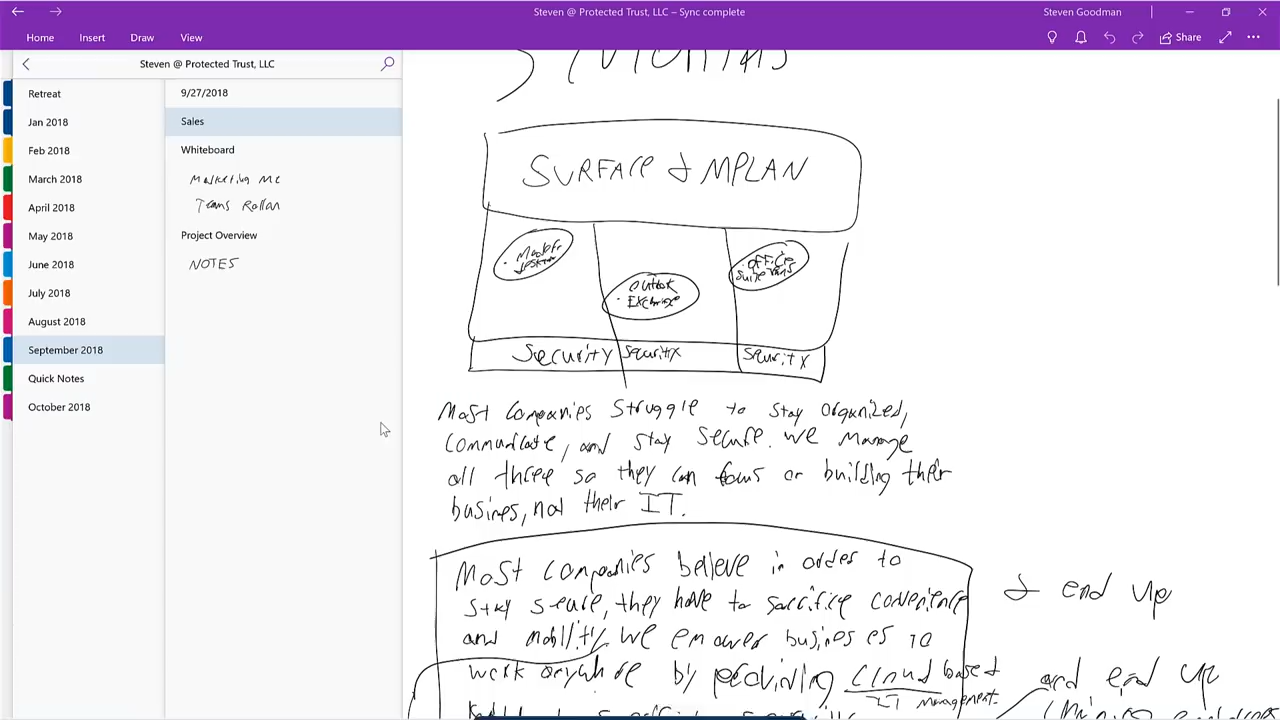 Steven @ Protected Trust, LLC – Sync complete
Steven Goodman
Home Insert Draw View
Share
Steven @ Protected Trust, LLC
Retreat
Jan 2018
Feb 2018
March 2018
April 2018
May 2018
June 2018
July 2018
August 2018
September 2018
Quick Notes
October 2018
9/27/2018
Sales
Whiteboard
Marketing Me
Teams
Project Overview
NOTES
SURFACE & MPLAN
Outlook
Exchange
Office
Suite
Security Security Security
Most companies struggle to stay organized,
communicate, and stay secure. We manage
all three so they can focus on building their
business, not their IT.
Most companies believe in order to
stay secure, they have to sacrifice convenience
and mobility. We empower businesses to
work anywhere by providing cloud based
IT management.
& end up
and end up